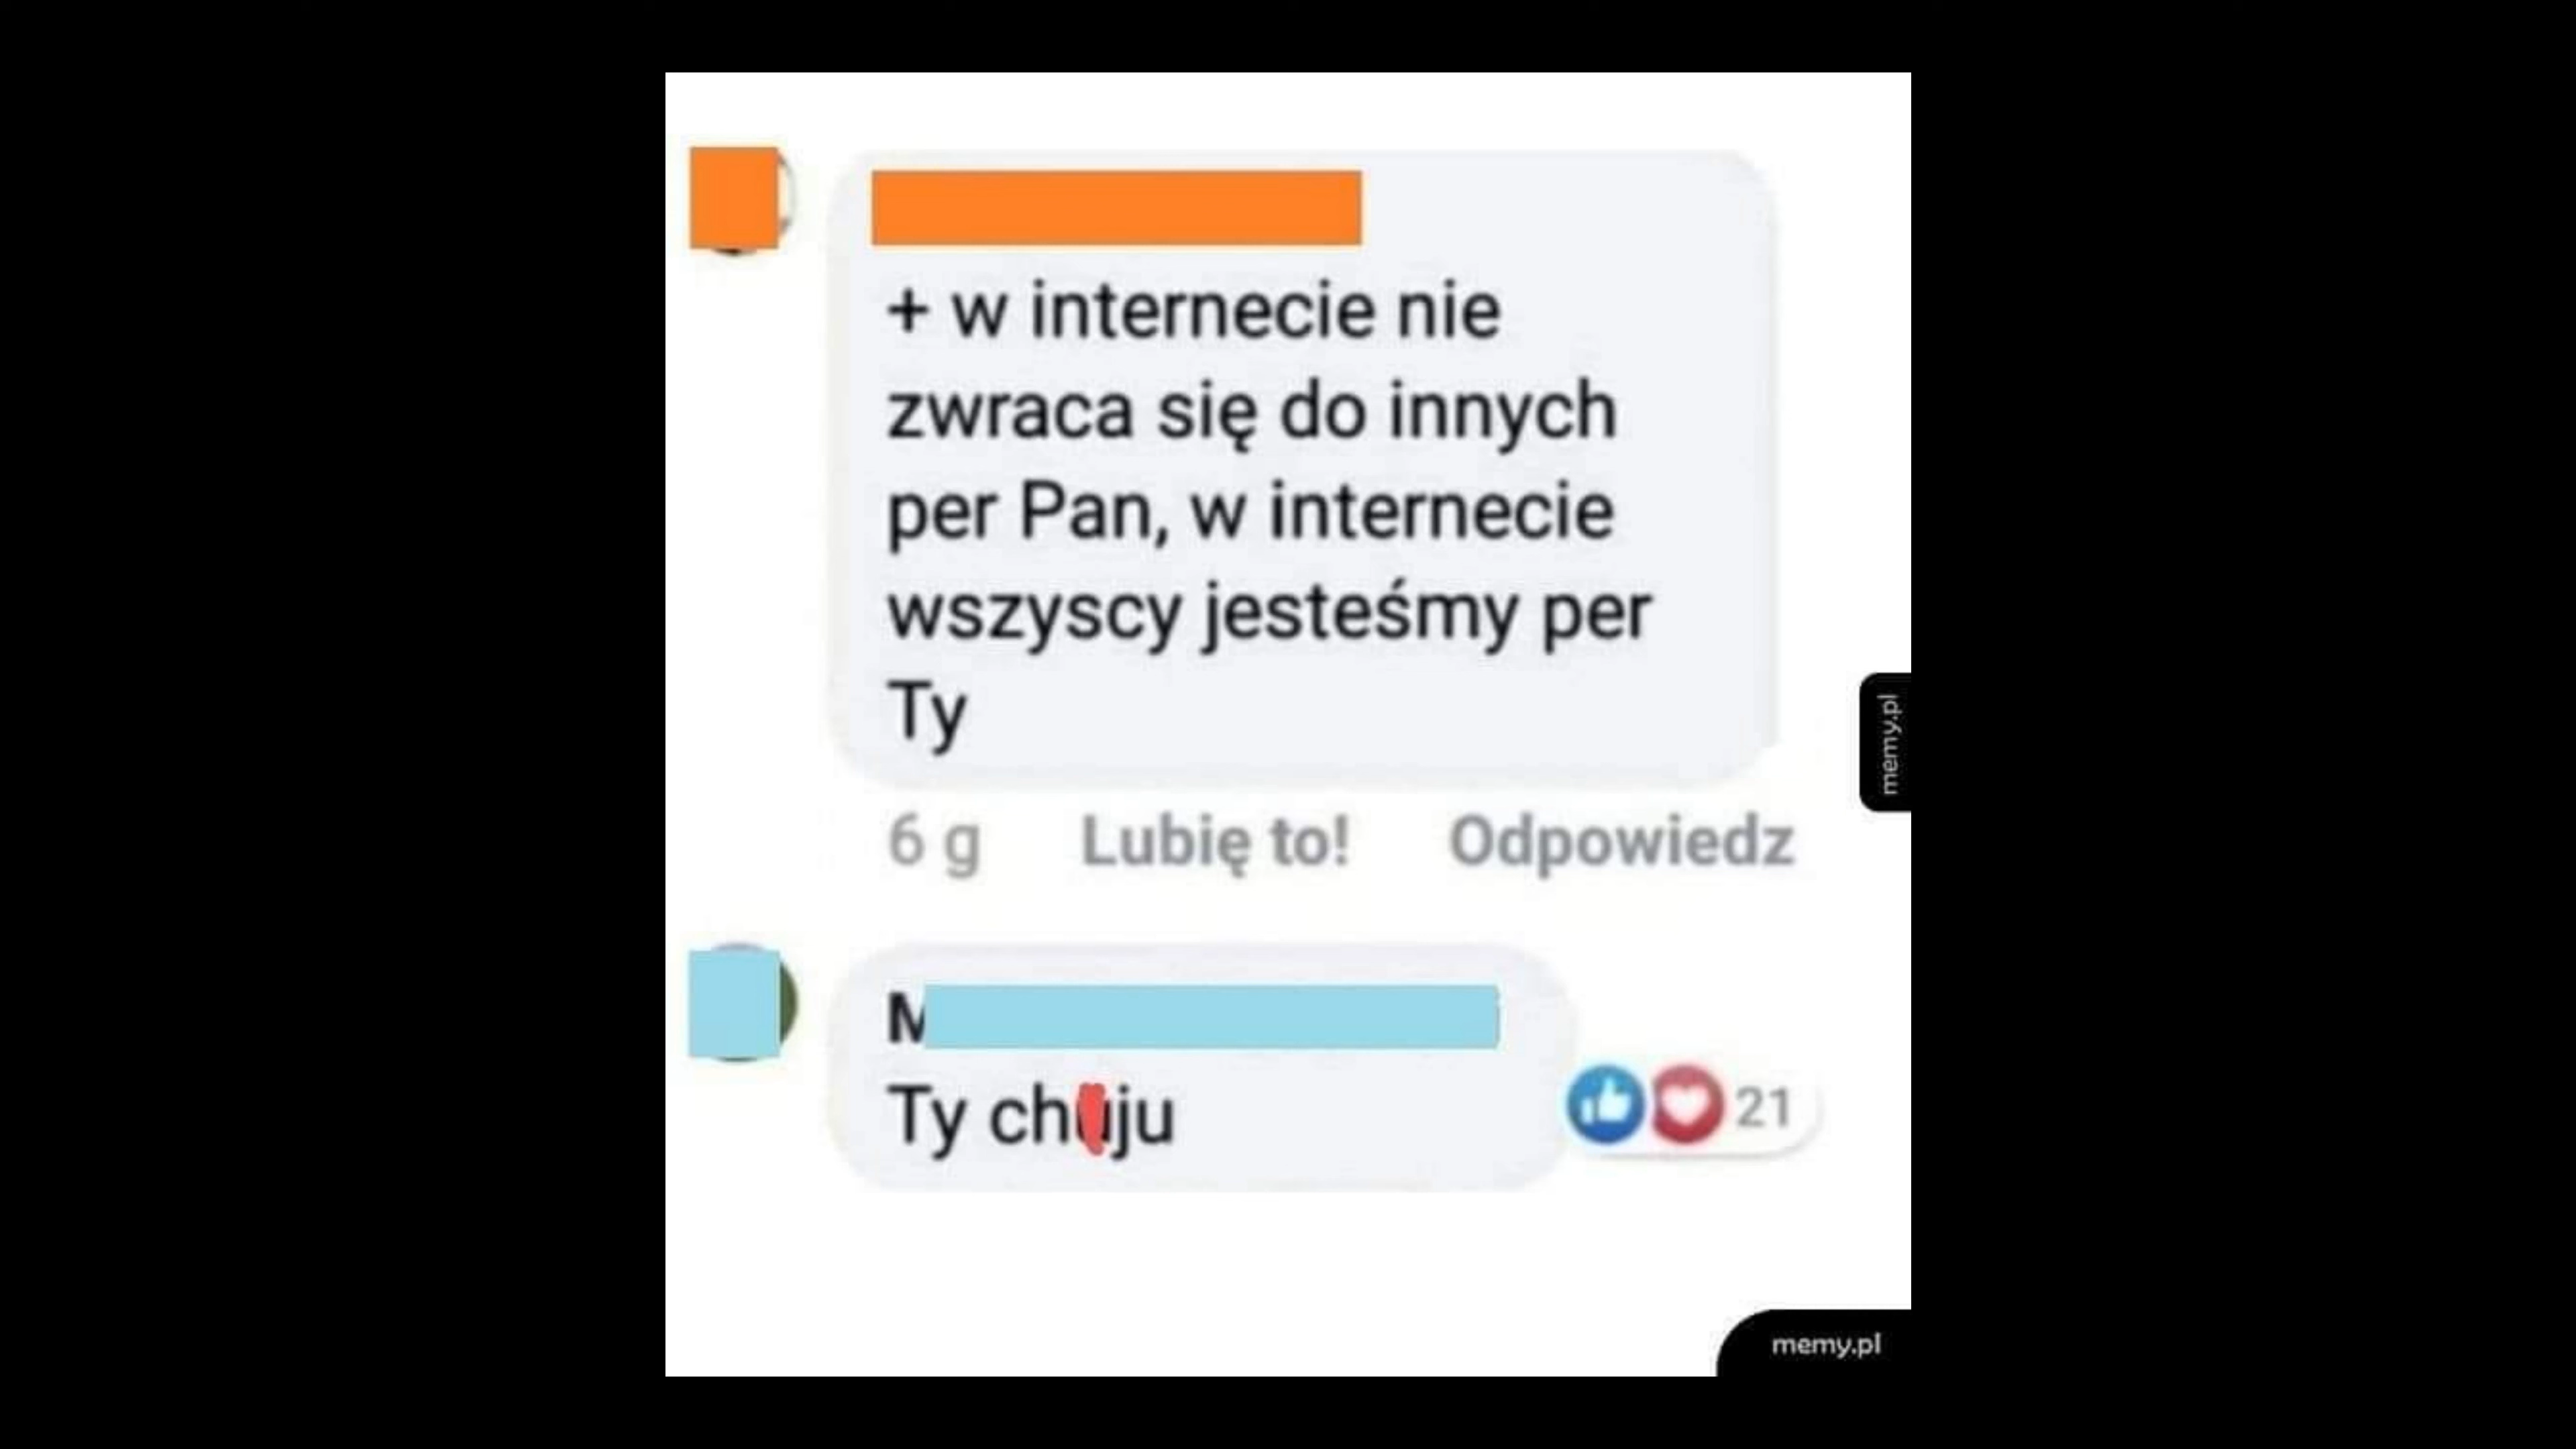 + w internecie nie
zwraca się do innych
per Pan, w internecie
wszyscy jesteśmy per
Ty
6 g Lubię to! Odpowiedz
memy.pl
M
Ty chuju
21
memy.pl